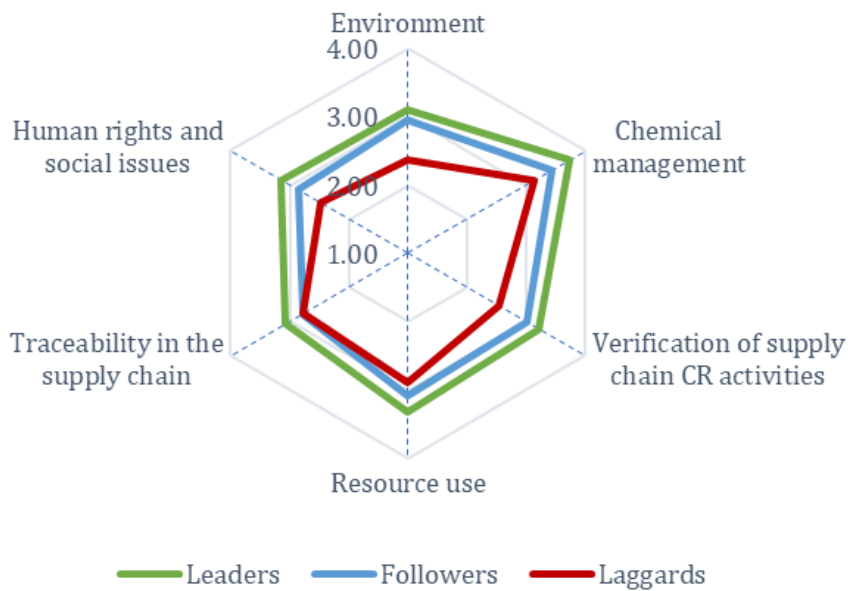 Environment
4.00
3.00
Human rights and
social issues
Chemical
management
2.00
1.00
Traceability in the
supply chain
Verification of supply
chain CR activities
Resource use
Leaders
Followers
Laggards